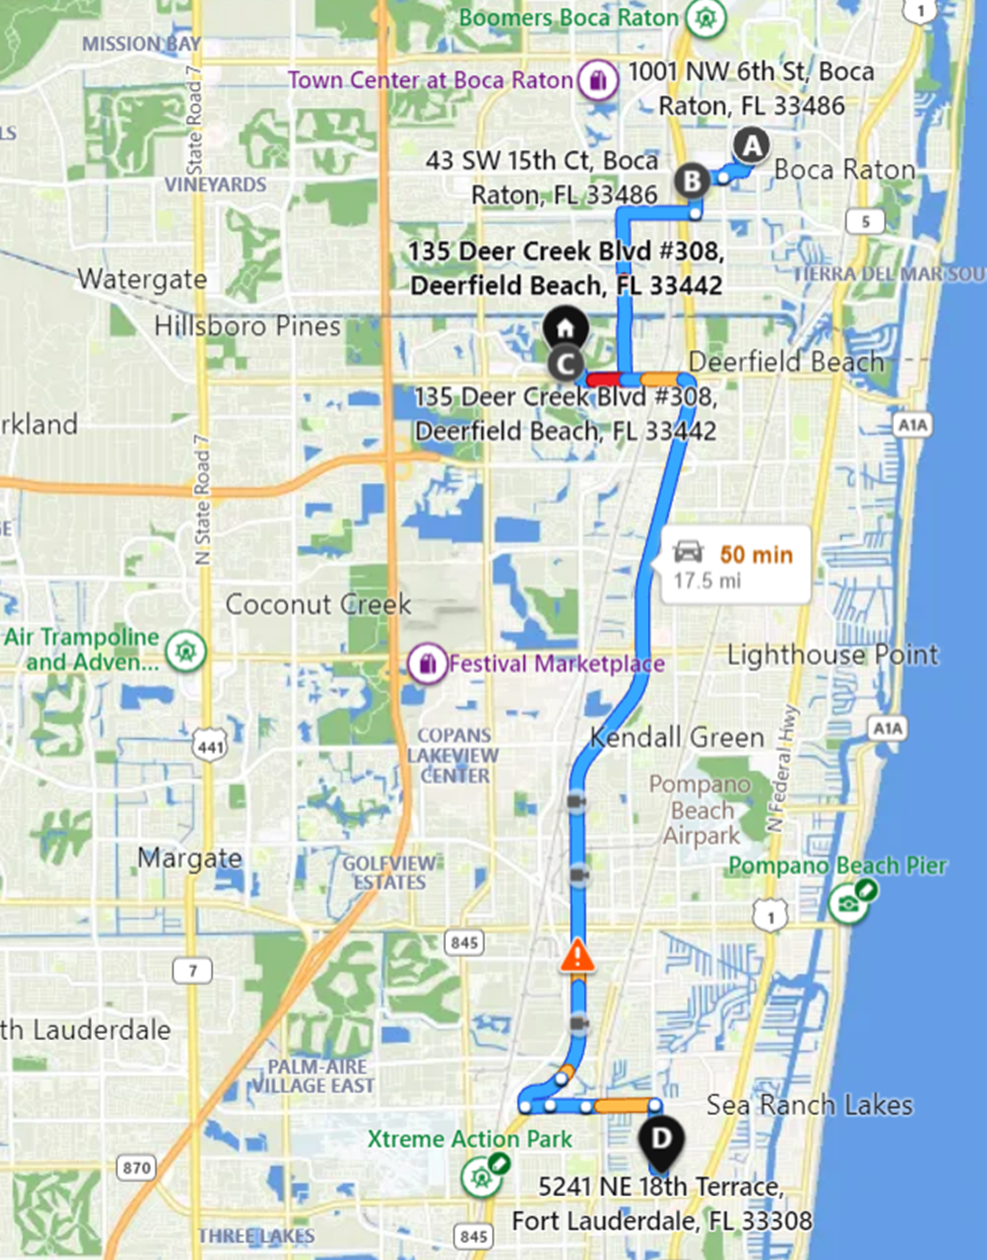 1
Boomers Boca Raton
MISSION BAY
State Road 7
Town Center at Boca Raton
1001 NW 6th St, Boca
Raton, FL 33486
LS
A
43 SW 15th Ct, Boca
Raton, FL 33486
B
Boca Raton
VINEYARDS
5
135 Deer Creek Blvd #308,
Deerfield Beach, FL 33442
Watergate
TIERRA DEL MAR SOU
Hillsboro Pines
C
Deerfield Beach
135 Deer Creek Blvd #308,
Deerfield Beach, FL 33442
rkland
A1A
N State Road 7
GE
50 min
17.5 mi
Coconut Creek
Air Trampoline
and Adven...
Festival Marketplace
Lighthouse Point
441
COPANS
LAKEVIEW
CENTER
Kendall Green
A1A
N Federal Hwy
Pompano
Beach
Airpark
Margate
GOLFVIEW
ESTATES
Pompano Beach Pier
1
845
7
th Lauderdale
PALM-AIRE
VILLAGE EAST
Sea Ranch Lakes
Xtreme Action Park
D
870
5241 NE 18th Terrace,
Fort Lauderdale, FL 33308
THREE LAKES
845